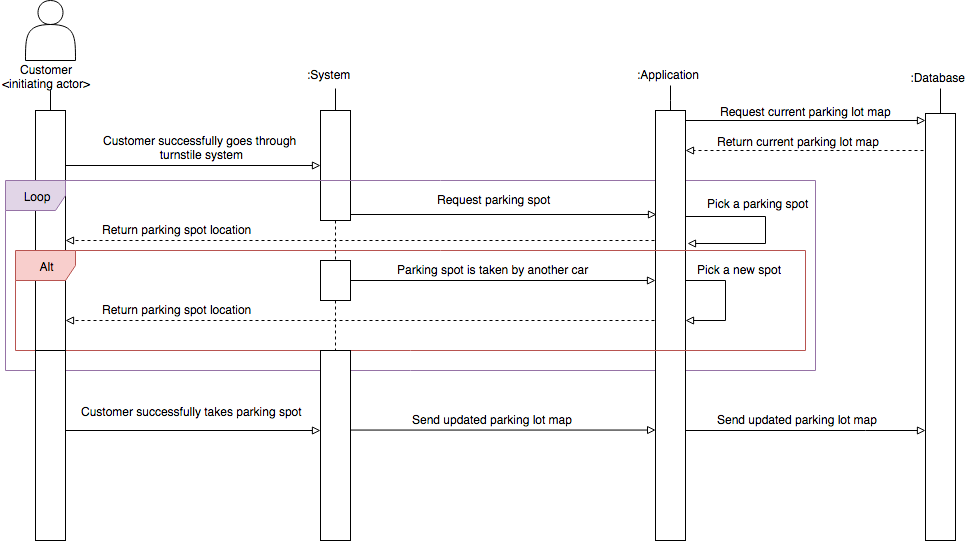 Customer
<initiating actor>
:System
:Application
:Database
Request current parking lot map
Customer successfully goes through
turnstile system
Return current parking lot map
Loop
Request parking spot
Pick a parking spot
Return parking spot location
Alt
Parking spot is taken by another car
Pick a new spot
Return parking spot location
Customer successfully takes parking spot
Send updated parking lot map
Send updated parking lot map